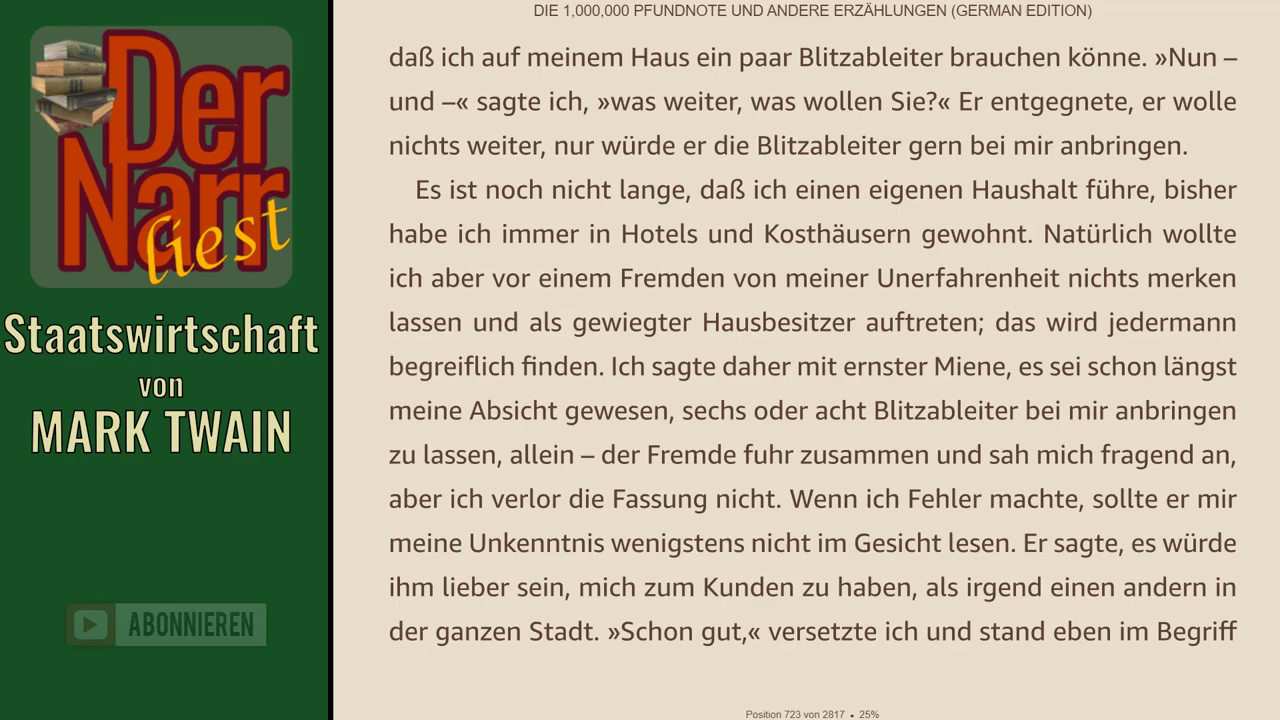 Der
Narr
liest
Staatswirtschaft
von
MARK TWAIN
ABONNIEREN
DIE 1,000,000 PFUNDNOTE UND ANDERE ERZÄHLUNGEN (GERMAN EDITION)
daß ich auf meinem Haus ein paar Blitzableiter brauchen könne. »Nun –
und –« sagte ich, »was weiter, was wollen Sie?« Er entgegnete, er wolle
nichts weiter, nur würde er die Blitzableiter gern bei mir anbringen.
Es ist noch nicht lange, daß ich einen eigenen Haushalt führe, bisher
habe ich immer in Hotels und Kosthäusern gewohnt. Natürlich wollte
ich aber vor einem Fremden von meiner Unerfahrenheit nichts merken
lassen und als gewiegter Hausbesitzer auftreten; das wird jedermann
begreiflich finden. Ich sagte daher mit ernster Miene, es sei schon längst
meine Absicht gewesen, sechs oder acht Blitzableiter bei mir anbringen
zu lassen, allein – der Fremde fuhr zusammen und sah mich fragend an,
aber ich verlor die Fassung nicht. Wenn ich Fehler machte, sollte er mir
meine Unkenntnis wenigstens nicht im Gesicht lesen. Er sagte, es würde
ihm lieber sein, mich zum Kunden zu haben, als irgend einen andern in
der ganzen Stadt. »Schon gut,« versetzte ich und stand eben im Begriff
Position 723 von 2817 • 25%